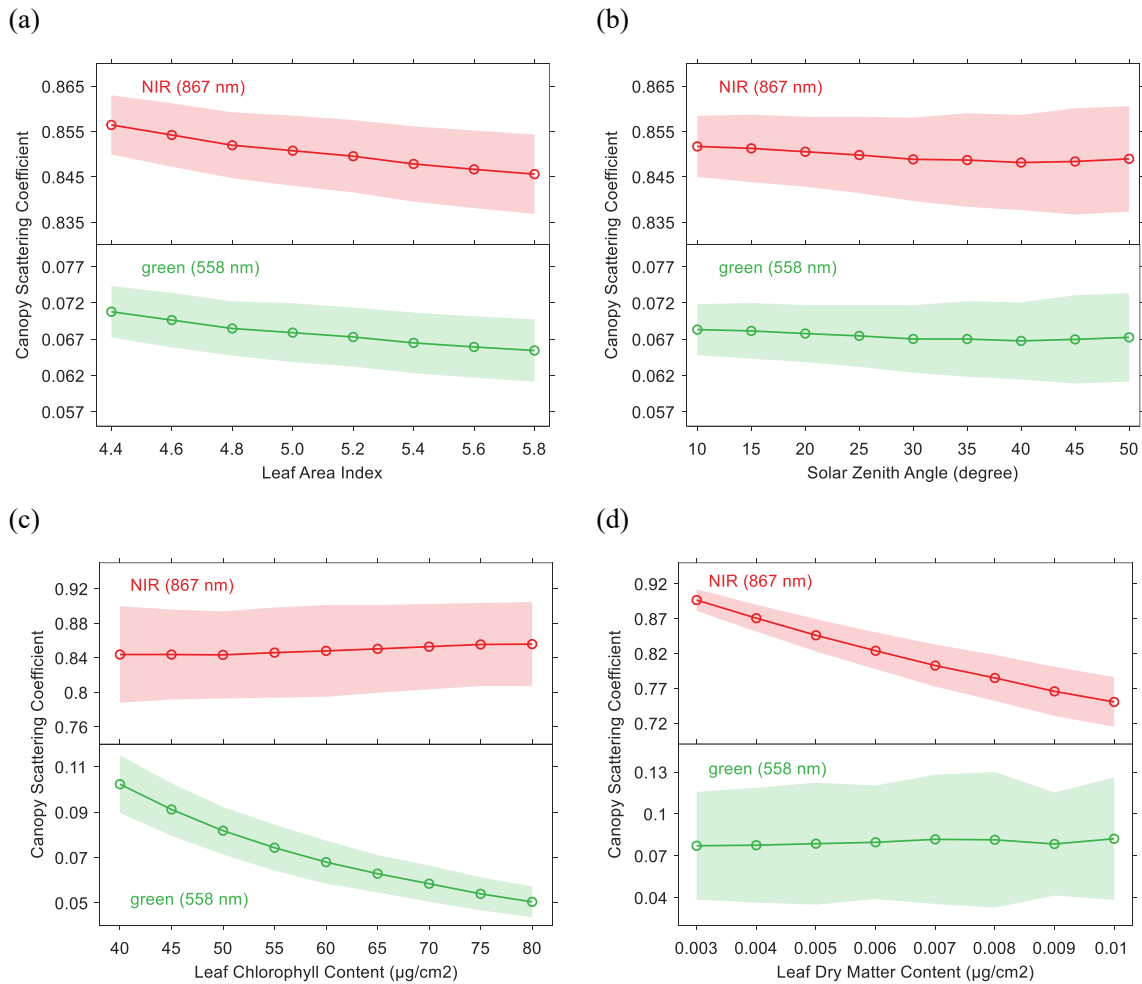 (a)
Canopy Scattering Coefficient
NIR (867 nm)
0.865
0.855
0.845
0.835
green (558 nm)
0.077
0.072
0.067
0.062
0.057
4.4 4.6 4.8 5.0 5.2 5.4 5.6 5.8
Leaf Area Index
(b)
Canopy Scattering Coefficient
NIR (867 nm)
0.865
0.855
0.845
0.835
green (558 nm)
0.077
0.072
0.067
0.062
0.057
10 15 20 25 30 35 40 45 50
Solar Zenith Angle (degree)
(c)
Canopy Scattering Coefficient
NIR (867 nm)
0.92
0.88
0.84
0.8
0.76
0.11
0.09
0.07
0.05
green (558 nm)
40 45 50 55 60 65 70 75 80
Leaf Chlorophyll Content (µg/cm2)
(d)
Canopy Scattering Coefficient
NIR (867 nm)
0.92
0.87
0.82
0.77
0.72
green (558 nm)
0.13
0.1
0.07
0.04
0.003 0.004 0.005 0.006 0.007 0.008 0.009 0.01
Leaf Dry Matter Content (µg/cm2)